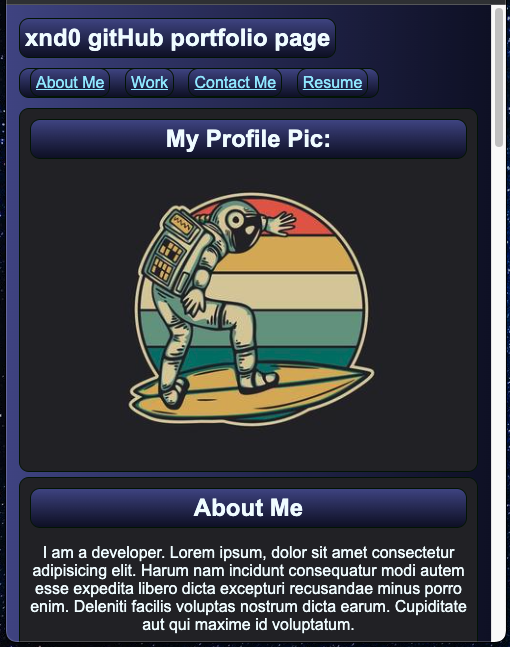 xnd0 gitHub portfolio page
About Me Work Contact Me Resume
My Profile Pic:
About Me
I am a developer. Lorem ipsum, dolor sit amet consectetur
adipisicing elit. Harum nam incidunt consequatur modi autem
esse expedita libero dicta excepturi recusandae minus porro
enim. Deleniti facilis voluptas nostrum dicta earum. Cupiditate
aut qui maxime id voluptatum.